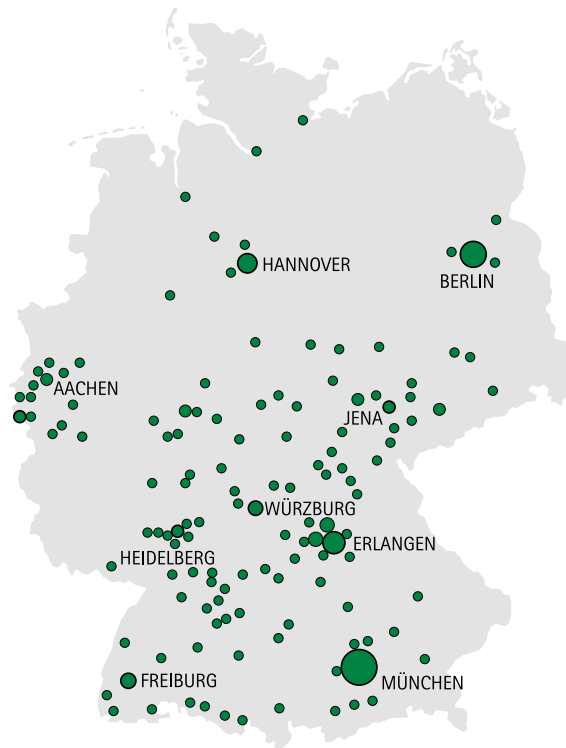 HANNOVER
BERLIN
AACHEN
JENA
WÜRZBURG
ERLANGEN
HEIDELBERG
FREIBURG
MÜNCHEN